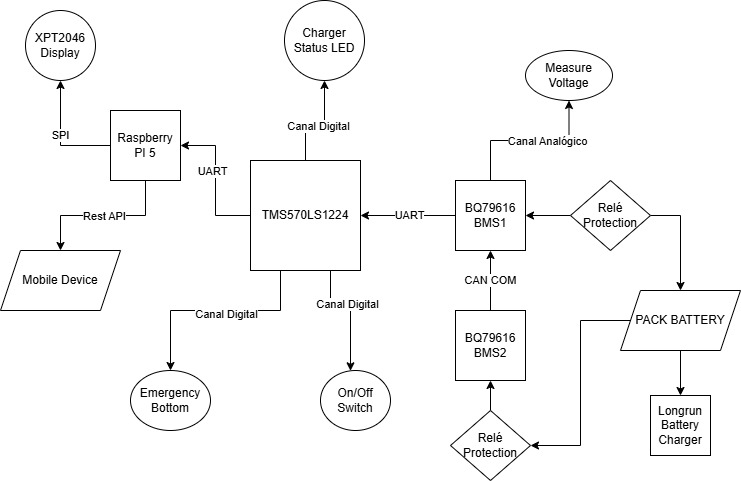 XPT2046
Display
Charger
Status LED
Measure
Voltage
SPI
Raspberry
PI 5
Canal Digital
Canal Analógico
UART
Rest API
TMS570LS1224
UART
BQ79616
BMS1
Relé
Protection
Mobile Device
CAN COM
Canal Digital
Canal Digital
BQ79616
BMS2
PACK BATTERY
Emergency
Bottom
On/Off
Switch
Relé
Protection
Longrun
Battery
Charger